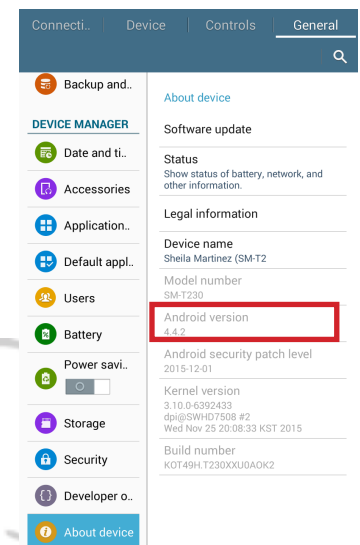 Connecti.. Device Controls General
Backup and..
DEVICE MANAGER
Date and ti..
Accessories
Application..
Default appl..
Users
Battery
Power savi..
Storage
Security
Developer o..
About device
About device
Software update
Status
Show status of battery, network, and
other information.
Legal information
Device name
Sheila Martinez (SM-T2
Model number
SM-T230
Android version
4.4.2
Android security patch level
2015-12-01
Kernel version
3.10.0-6392433
dpi@SWHD7508 #2
Wed Nov 25 20:08:33 KST 2015
Build number
KOT49H.T230XXU0AOK2